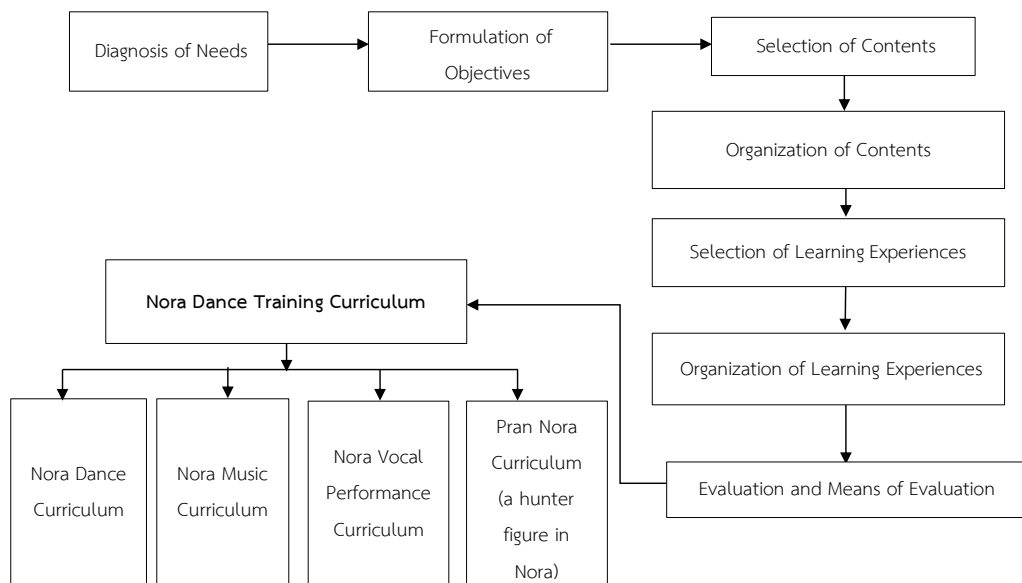 Diagnosis of Needs
Formulation of
Objectives
Selection of Contents
Organization of Contents
Selection of Learning Experiences
Organization of Learning Experiences
Evaluation and Means of Evaluation
Nora Dance Training Curriculum
Nora Dance
Curriculum
Nora Music
Curriculum
Nora Vocal
Performance
Curriculum
Pran Nora
Curriculum
(a hunter
figure in
Nora)